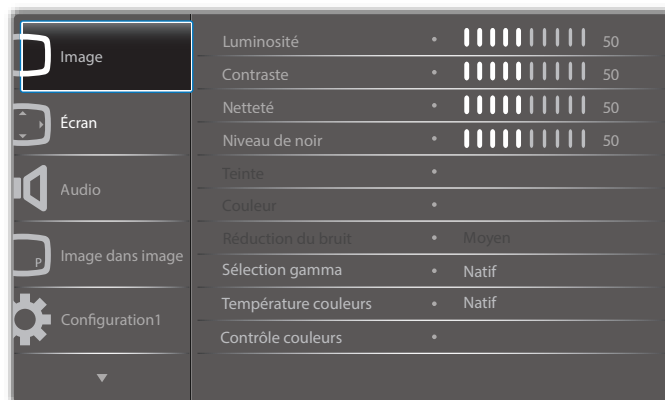 Image
Écran
Audio
P
Image dans image
Configuration1
Luminosité • 50
Contraste • 50
Netteté • 50
Niveau de noir • 50
Teinte •
Couleur •
Réduction du bruit • Moyen
Sélection gamma • Natif
Température couleurs • Natif
Contrôle couleurs •